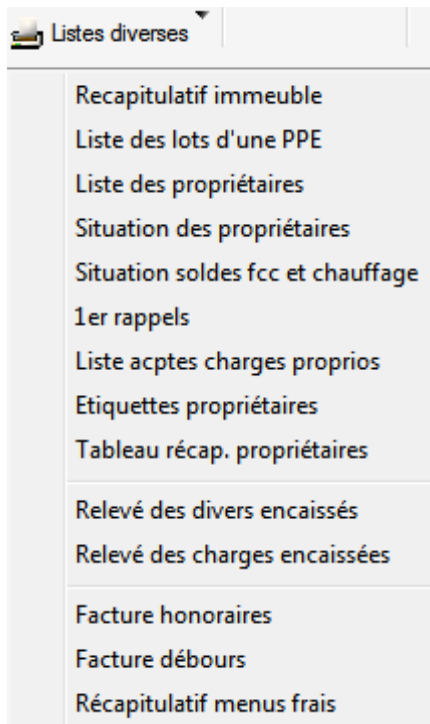 Listes diverses
Recapitulatif immeuble
Liste des lots d'une PPE
Liste des propriétaires
Situation des propriétaires
Situation soldes fcc et chauffage
1er rappels
Liste acptes charges proprios
Etiquettes propriétaires
Tableau récap. propriétaires
Relevé des divers encaissés
Relevé des charges encaissées
Facture honoraires
Facture débours
Récapitulatif menus frais